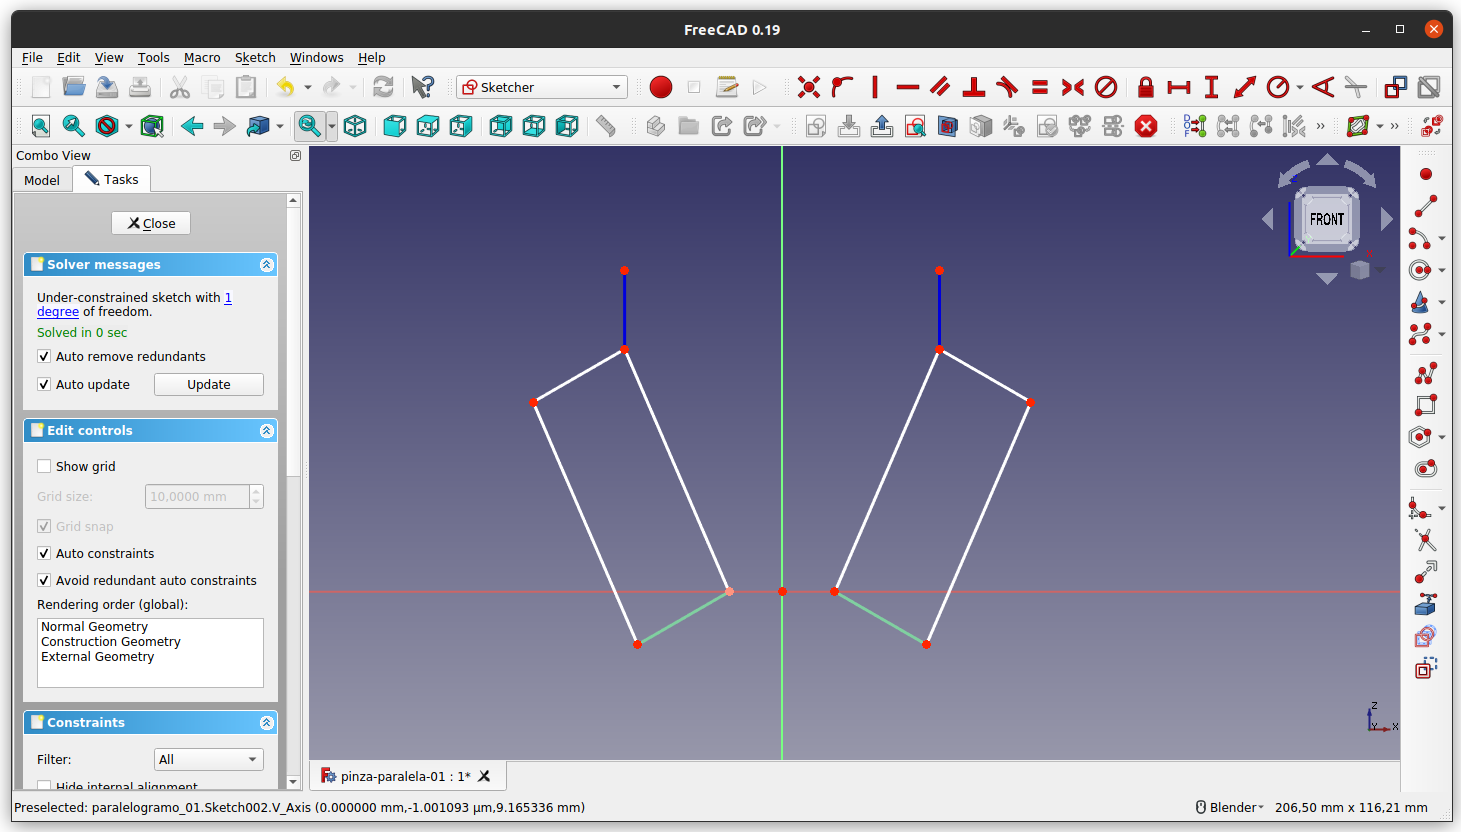 FreeCAD 0.19
File Edit View Tools Macro Sketch Windows Help
Sketcher
Combo View
Model Tasks
Close
Solver messages
Under-constrained sketch with 1
degree of freedom.
Solved in 0 sec
Auto remove redundants
Auto update Update
Edit controls
Show grid
Grid size: 10,0000 mm
Grid snap
Auto constraints
Avoid redundant auto constraints
Rendering order (global):
Normal Geometry
Construction Geometry
External Geometry
Constraints
Filter: All
Hide internal alignment
FRONT
Z
Y X
pinza-paralela-01 : 1*
Preselected: paralelogramo_01.Sketch002.V_Axis (0.000000 mm,-1.001093 µm,9.165336 mm) Blender 206,50 mm x 116,21 mm